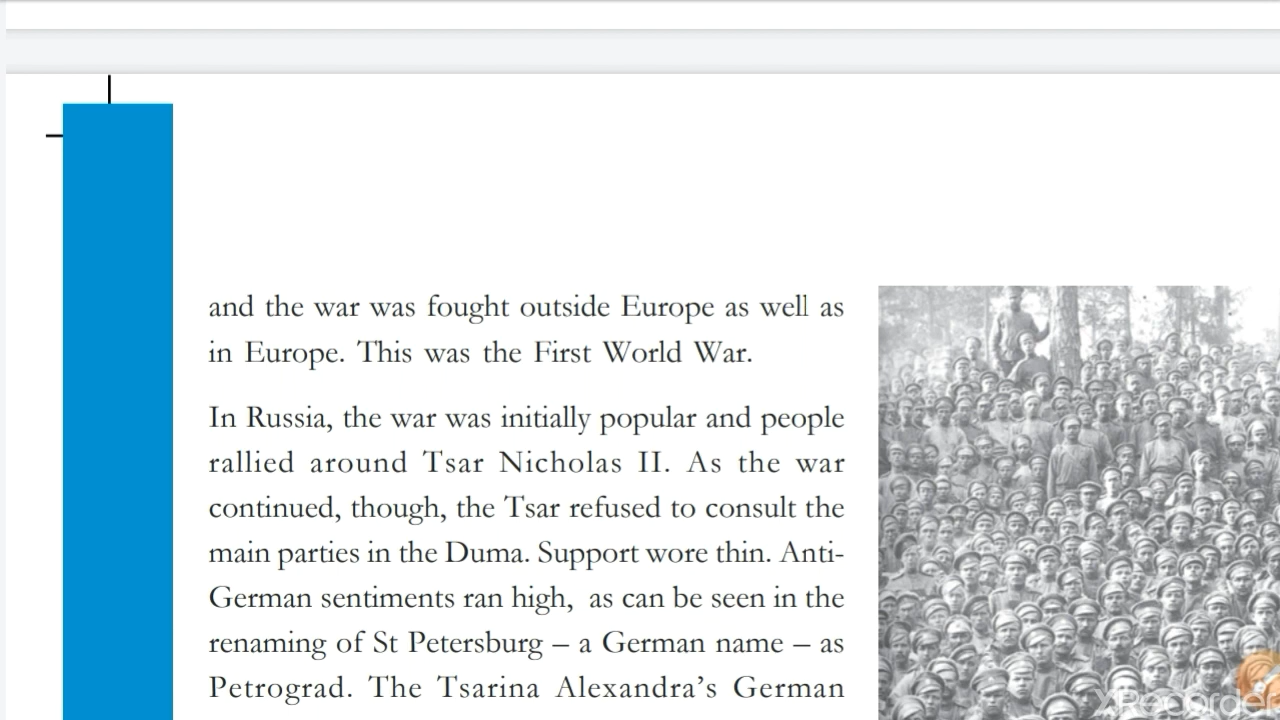 and the war was fought outside Europe as well as
in Europe. This was the First World War.
In Russia, the war was initially popular and people
rallied around Tsar Nicholas II. As the war
continued, though, the Tsar refused to consult the
main parties in the Duma. Support wore thin. Anti-
German sentiments ran high, as can be seen in the
renaming of St Petersburg – a German name – as
Petrograd. The Tsarina Alexandra’s German
XRecorder